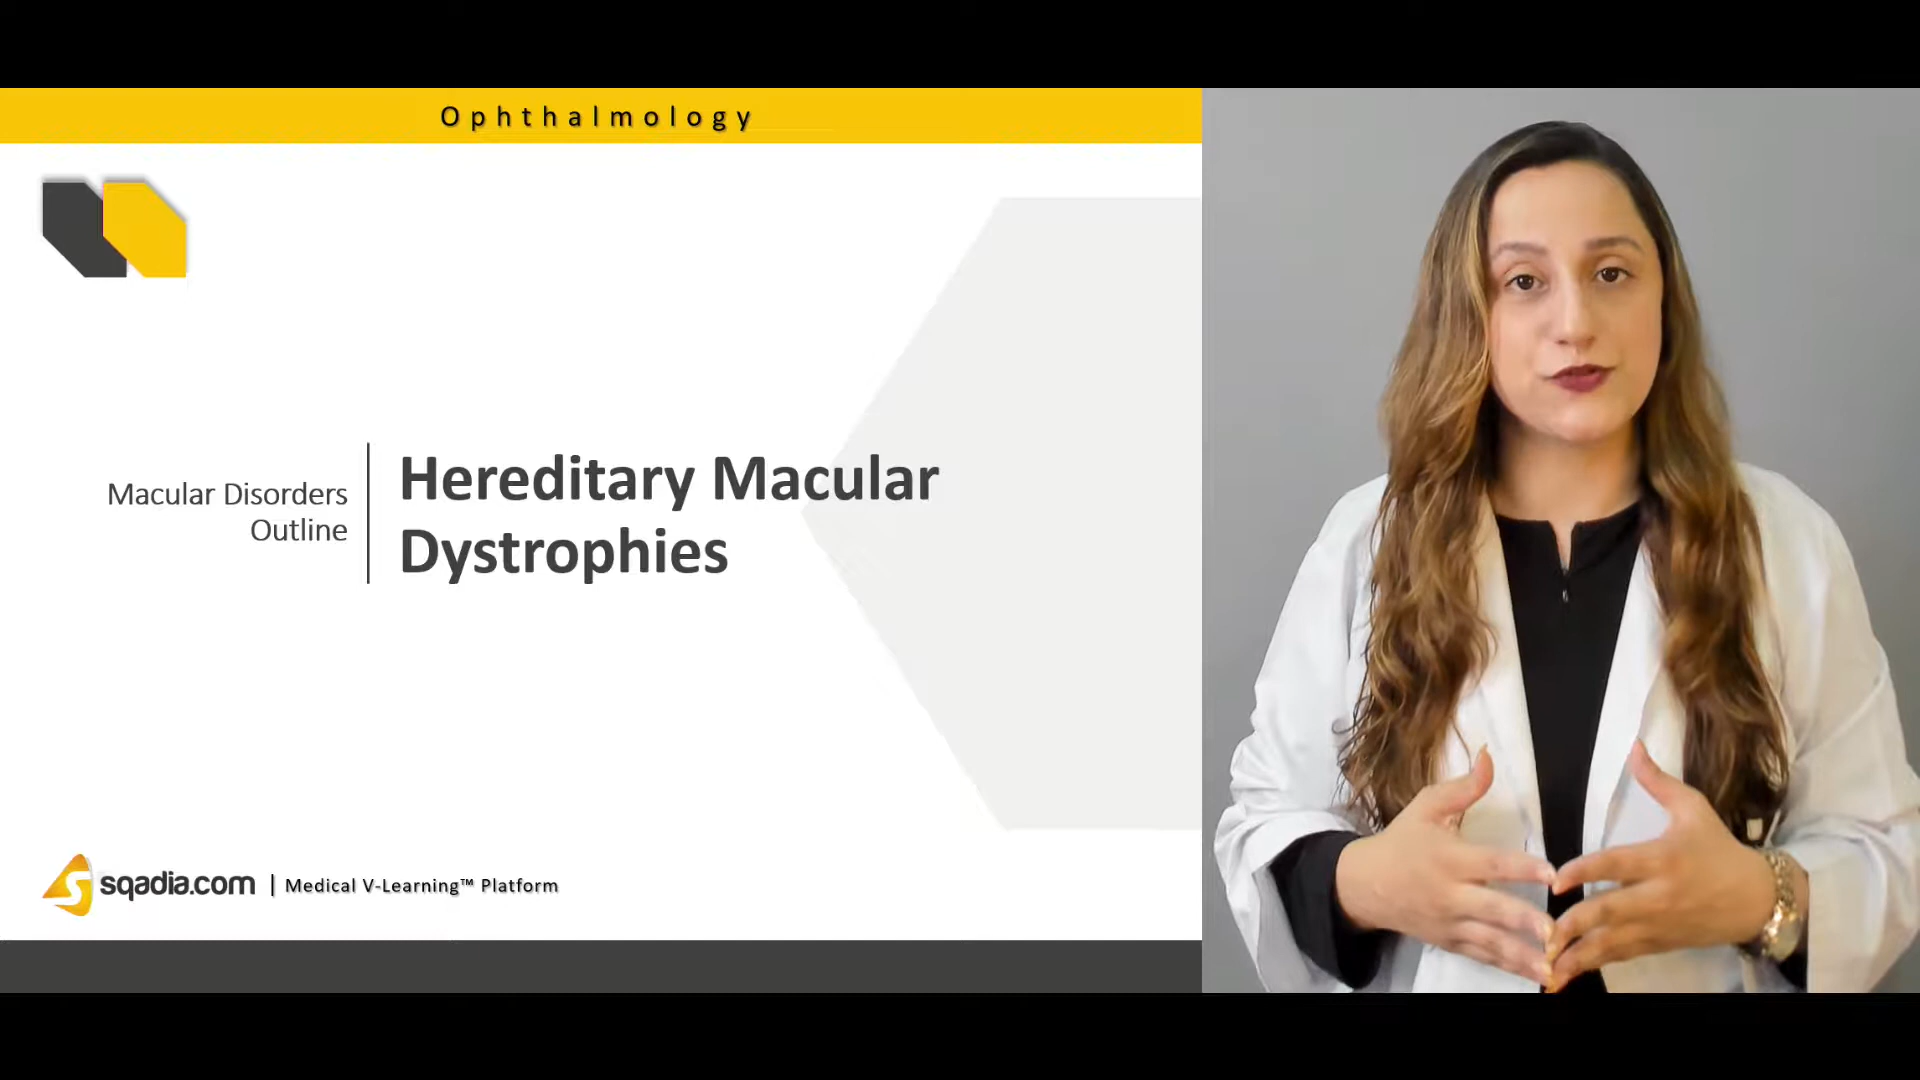 Ophthalmology
Macular Disorders
Outline
Hereditary Macular
Dystrophies
sqadia.com | Medical V-Learning™ Platform